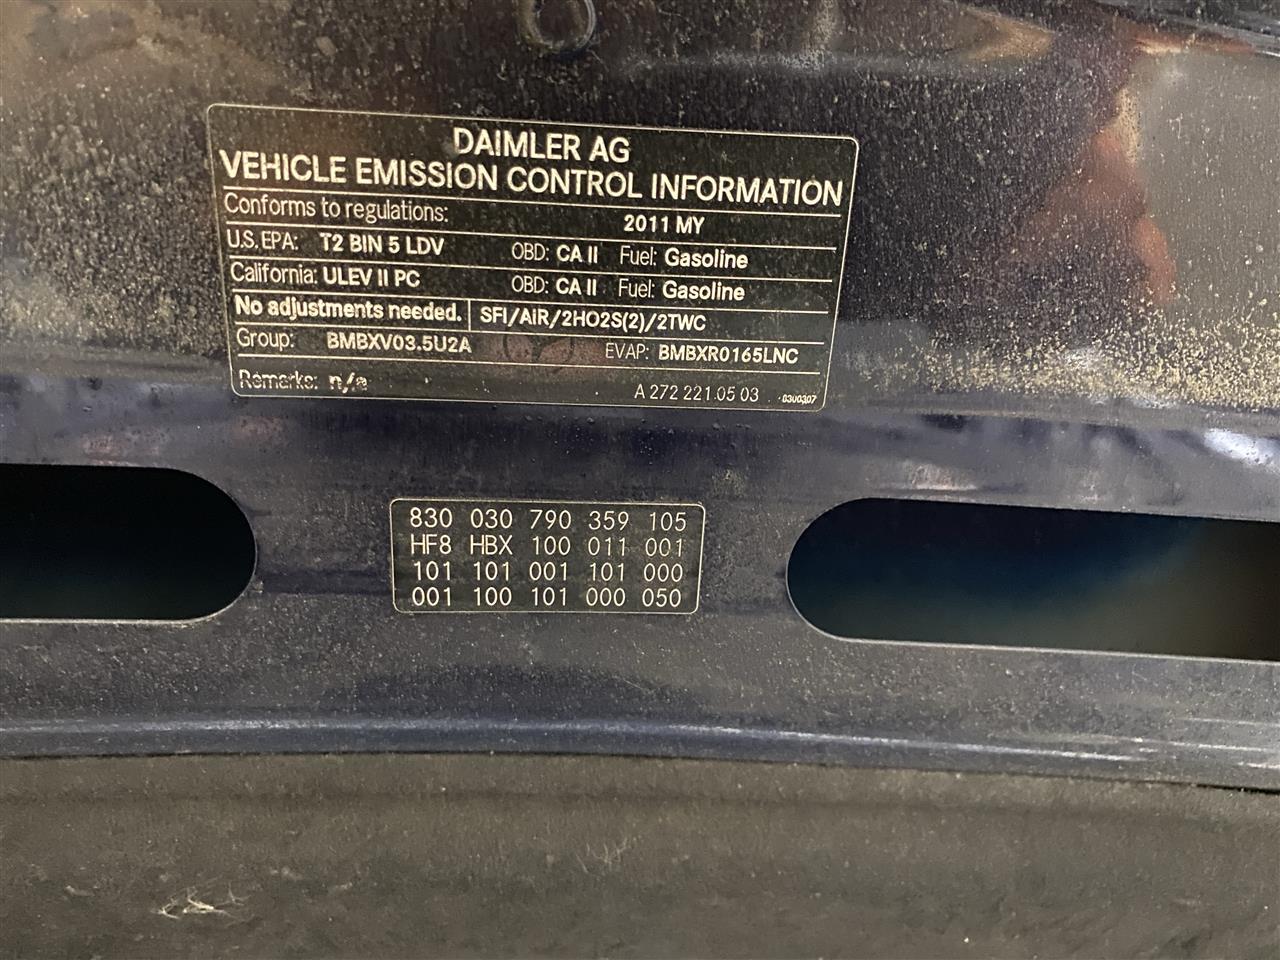 DAIMLER AG
VEHICLE EMISSION CONTROL INFORMATION
Conforms to regulations: 2011 MY
U.S. EPA: T2 BIN 5 LDV OBD: CA II Fuel: Gasoline
California: ULEV II PC OBD: CA II Fuel: Gasoline
No adjustments needed. SFI/AIR/2HO2S(2)/2TWC
Group: BMBXV03.5U2A EVAP: BMBXR0165LNC
Remarks: n/a A 272 221 05 03
830 030 790 359 105
HF8 HBX 100 011 001
101 101 001 101 000
001 100 101 000 050